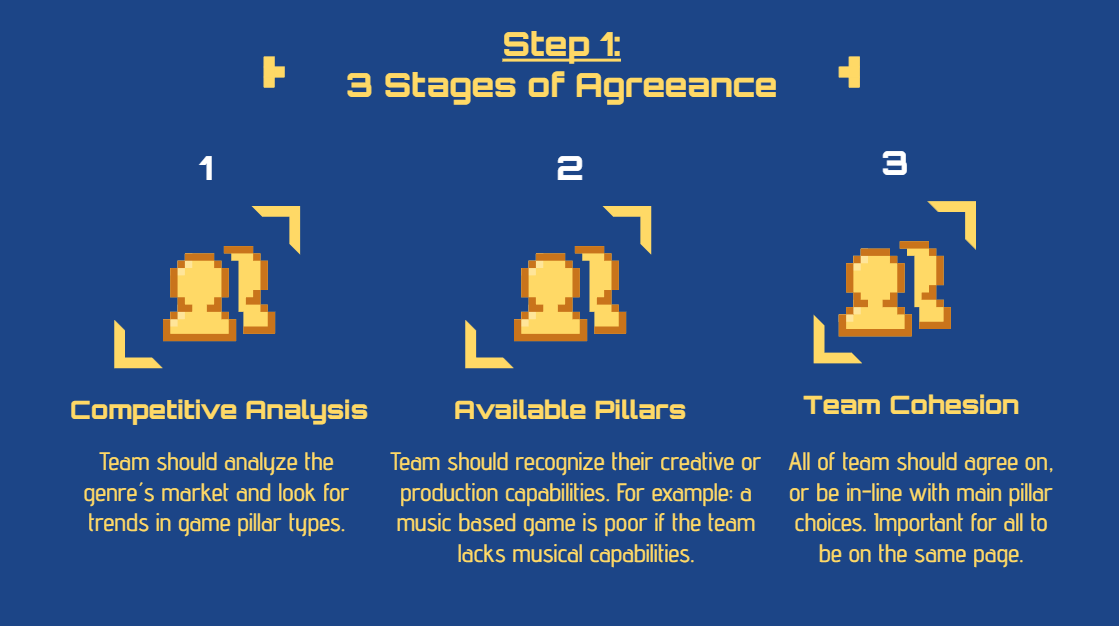 Step 1:
3 Stages of Agreeance
1
Competitive Analysis
Team should analyze the
genre´s market and look for
trends in game pillar types.
2
Available Pillars
Team should recognize their creative or
production capabilities. For example: a
music based game is poor if the team
lacks musical capabilities.
3
Team Cohesion
All of team should agree on,
or be in-line with main pillar
choices. Important for all to
be on the same page.